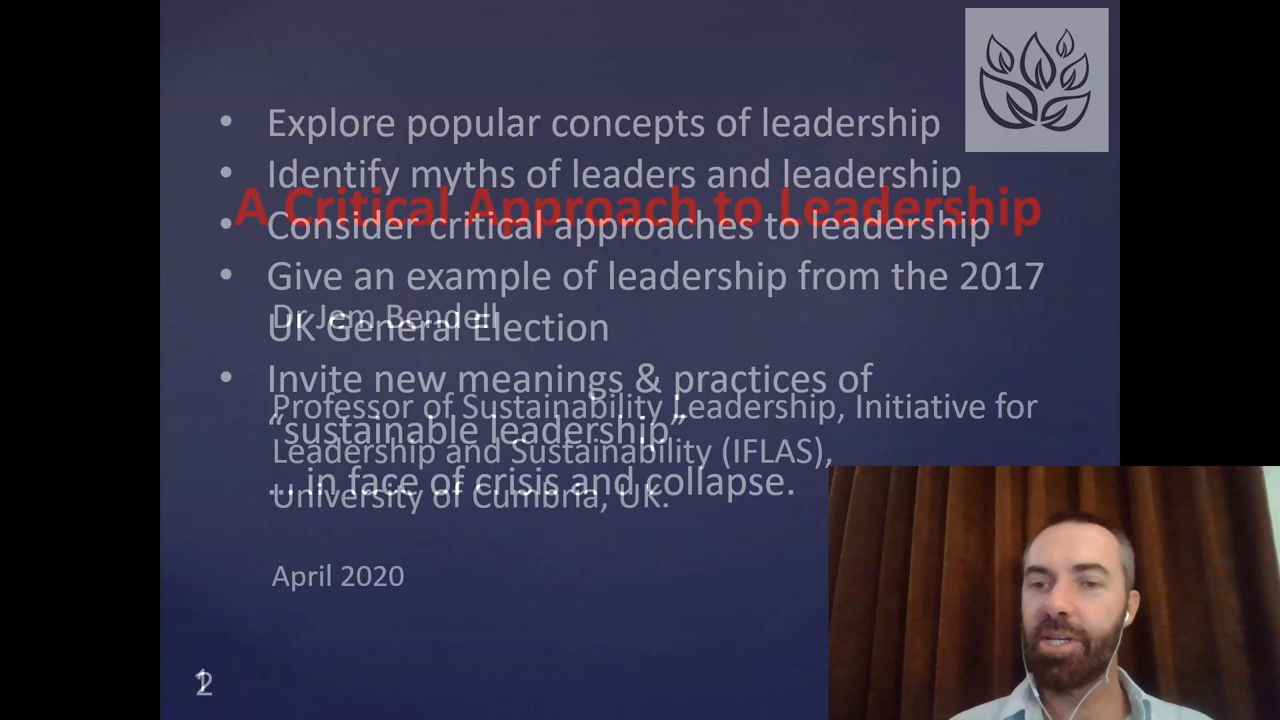 A Critical Approach to Leadership
Dr Jem Bendell
Professor of Sustainability Leadership, Initiative for
Leadership and Sustainability (IFLAS),
University of Cumbria, UK.
April 2020
1
• Explore popular concepts of leadership
• Identify myths of leaders and leadership
• Consider critical approaches to leadership
• Give an example of leadership from the 2017
UK General Election
• Invite new meanings & practices of
“sustainable leadership”
... in face of crisis and collapse.
2